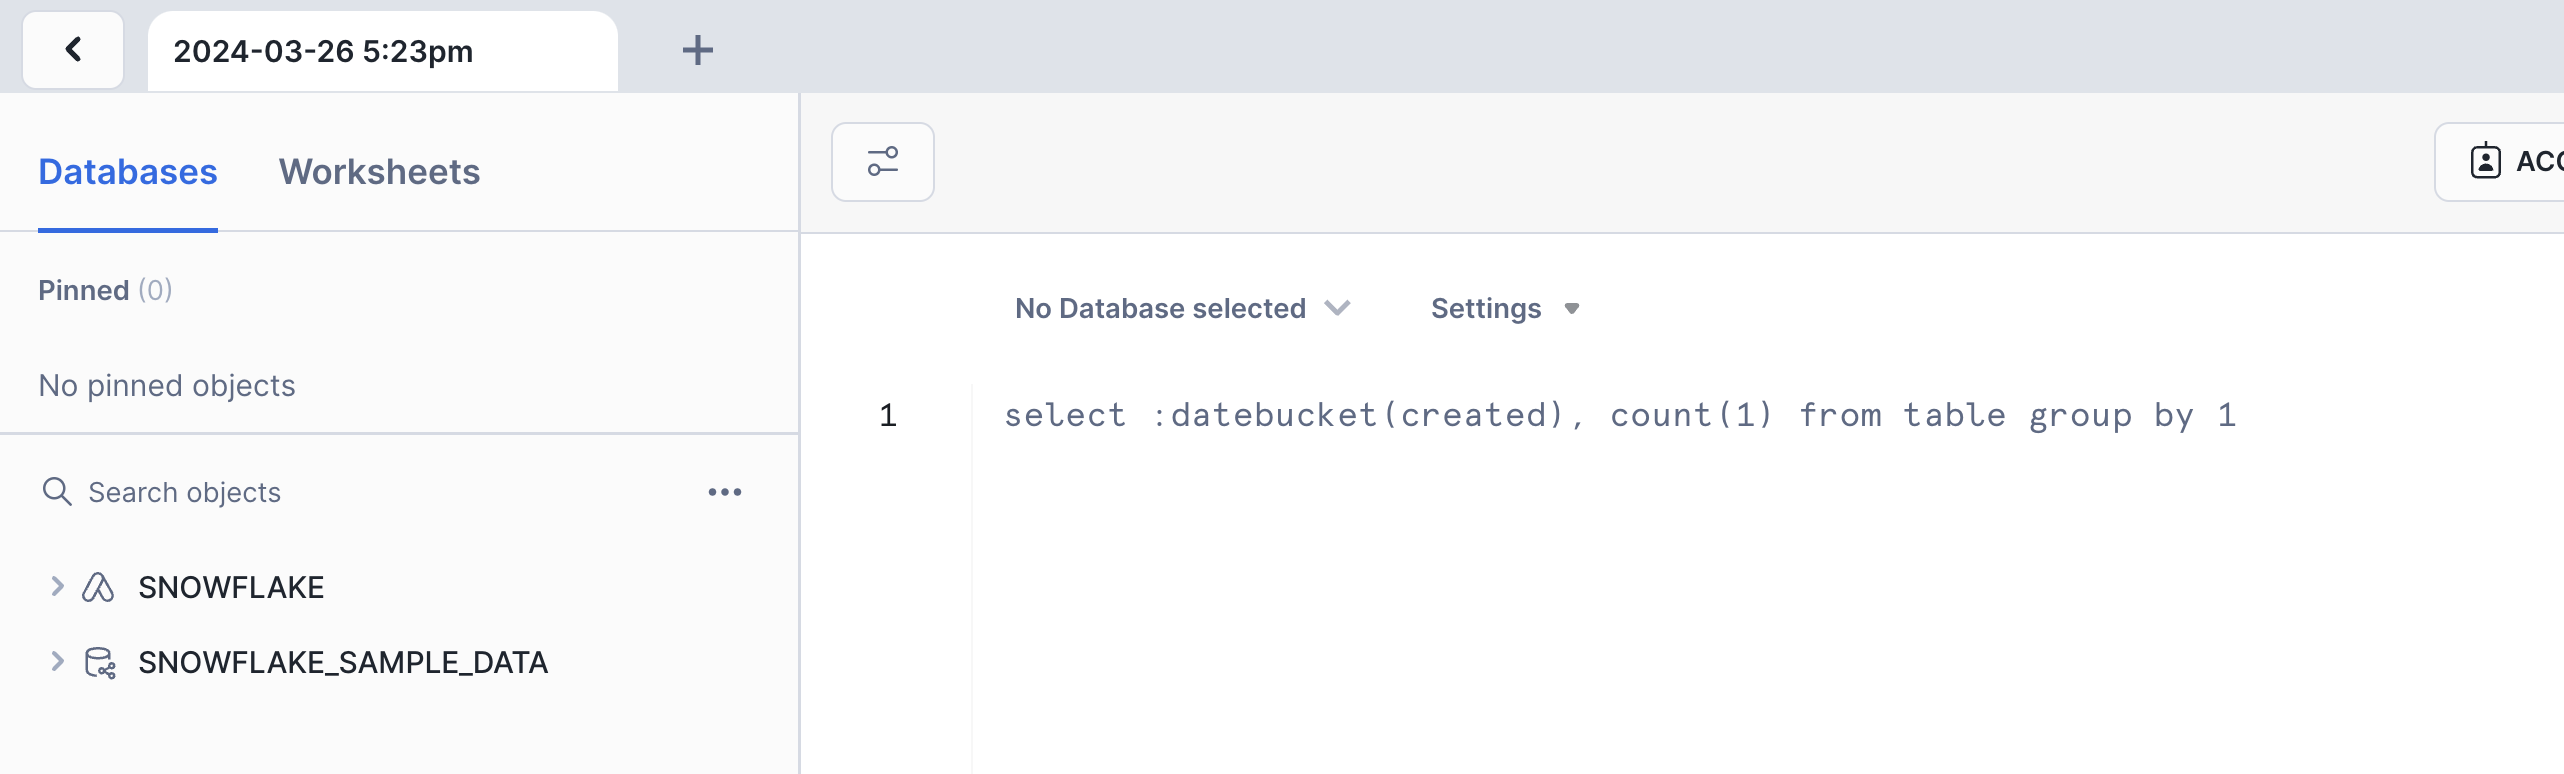 2024-03-26 5:23pm
Databases Worksheets
Pinned (0)
No pinned objects
Search objects
SNOWFLAKE
SNOWFLAKE_SAMPLE_DATA
No Database selected Settings
1 select :datebucket(created), count(1) from table group by 1